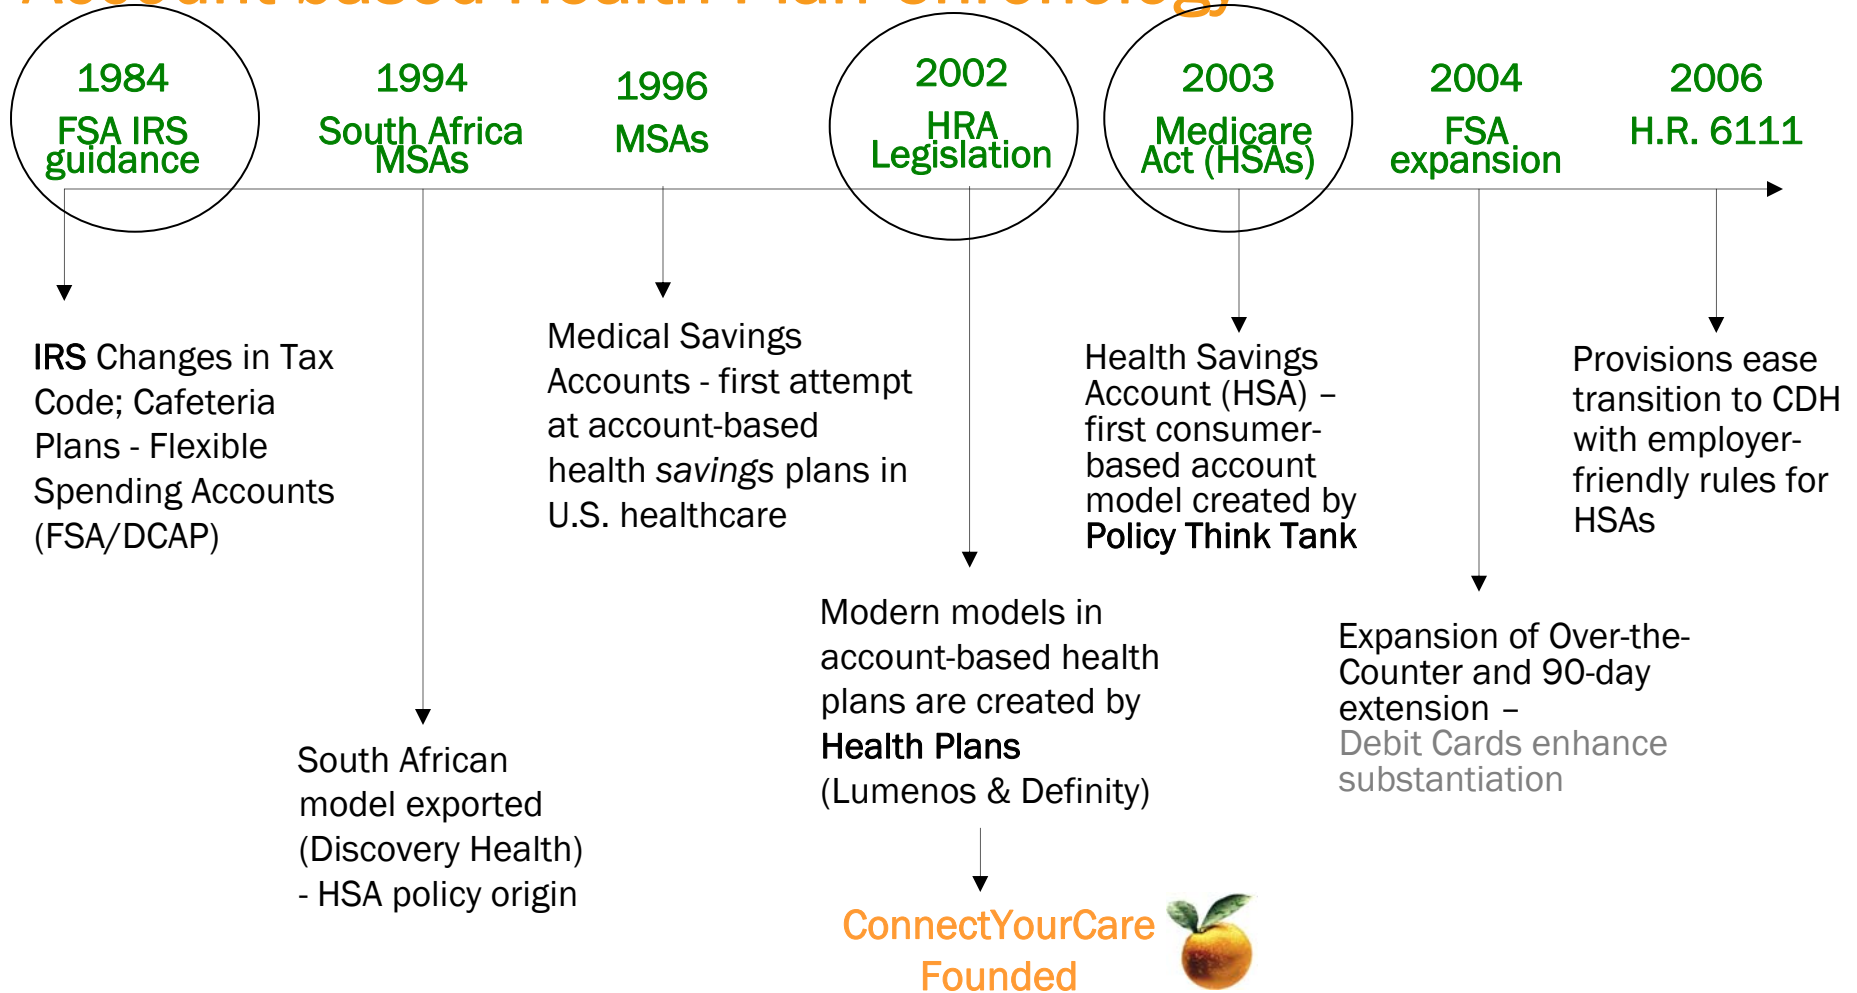 Account-based Health Plan Chronology
1984
FSA IRS
guidance
1994
South Africa
MSAs
1996
MSAs
2002
HRA
Legislation
2003
Medicare
Act (HSAs)
2004
FSA
expansion
2006
H.R. 6111
IRS Changes in Tax
Code; Cafeteria
Plans - Flexible
Spending Accounts
(FSA/DCAP)
South African
model exported
(Discovery Health)
- HSA policy origin
Medical Savings
Accounts - first attempt
at account-based
health savings plans in
U.S. healthcare
Modern models in
account-based health
plans are created by
Health Plans
(Lumenos & Definity)
ConnectYourCare
Founded
Health Savings
Account (HSA) –
first consumer-
based account
model created by
Policy Think Tank
Expansion of Over-the-
Counter and 90-day
extension –
Debit Cards enhance
substantiation
Provisions ease
transition to CDH
with employer-
friendly rules for
HSAs